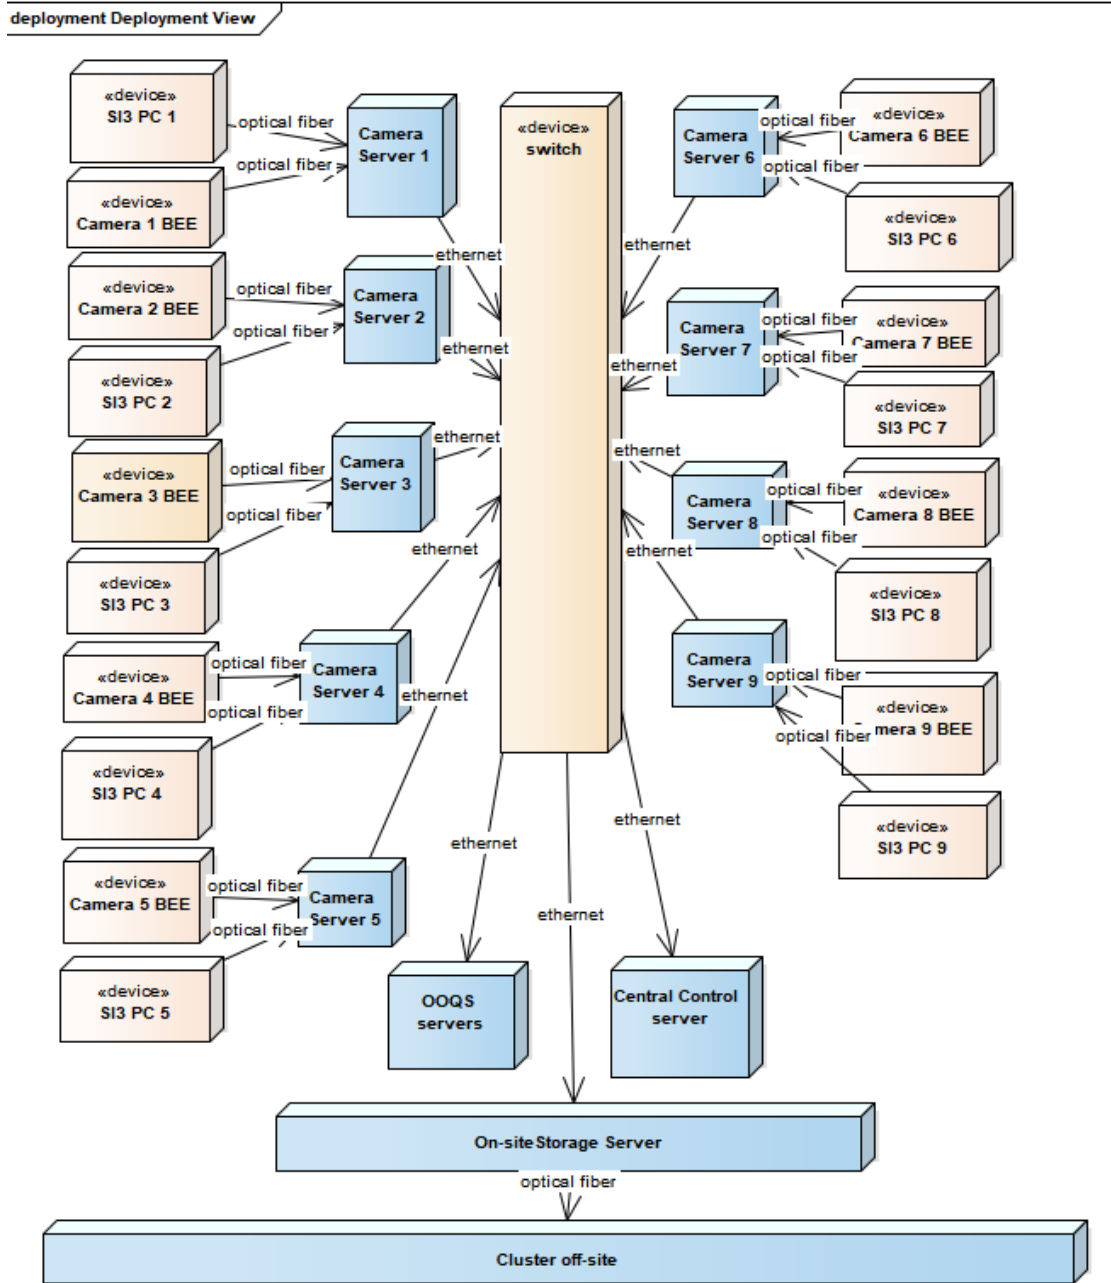 deployment Deployment View
«device»
SI3 PC 1
optical fiber
optical fiber
Camera
Server 1
«device»
Camera 1 BEE
ethernet
«device»
Camera 2 BEE
optical fiber
optical fiber
Camera
Server 2
«device»
SI3 PC 2
ethernet
«device»
Camera 3 BEE
optical fiber
optical fiber
Camera
Server 3
ethernet
«device»
SI3 PC 3
«device»
Camera 4 BEE
optical fiber
optical fiber
Camera
Server 4
ethernet
«device»
SI3 PC 4
«device»
Camera 5 BEE
optical fiber
optical fiber
Camera
Server 5
ethernet
«device»
SI3 PC 5
«device»
switch
Camera
Server 6
optical fiber
optical fiber
«device»
Camera 6 BEE
«device»
SI3 PC 6
ethernet
Camera
Server 7
optical fiber
optical fiber
«device»
Camera 7 BEE
«device»
SI3 PC 7
ethernet
Camera
Server 8
optical fiber
optical fiber
«device»
Camera 8 BEE
«device»
SI3 PC 8
ethernet
Camera
Server 9
optical fiber
optical fiber
«device»
Camera 9 BEE
«device»
SI3 PC 9
ethernet
ethernet
ethernet
ethernet
OOQS
servers
Central Control
server
On-siteStorage Server
optical fiber
Cluster off-site